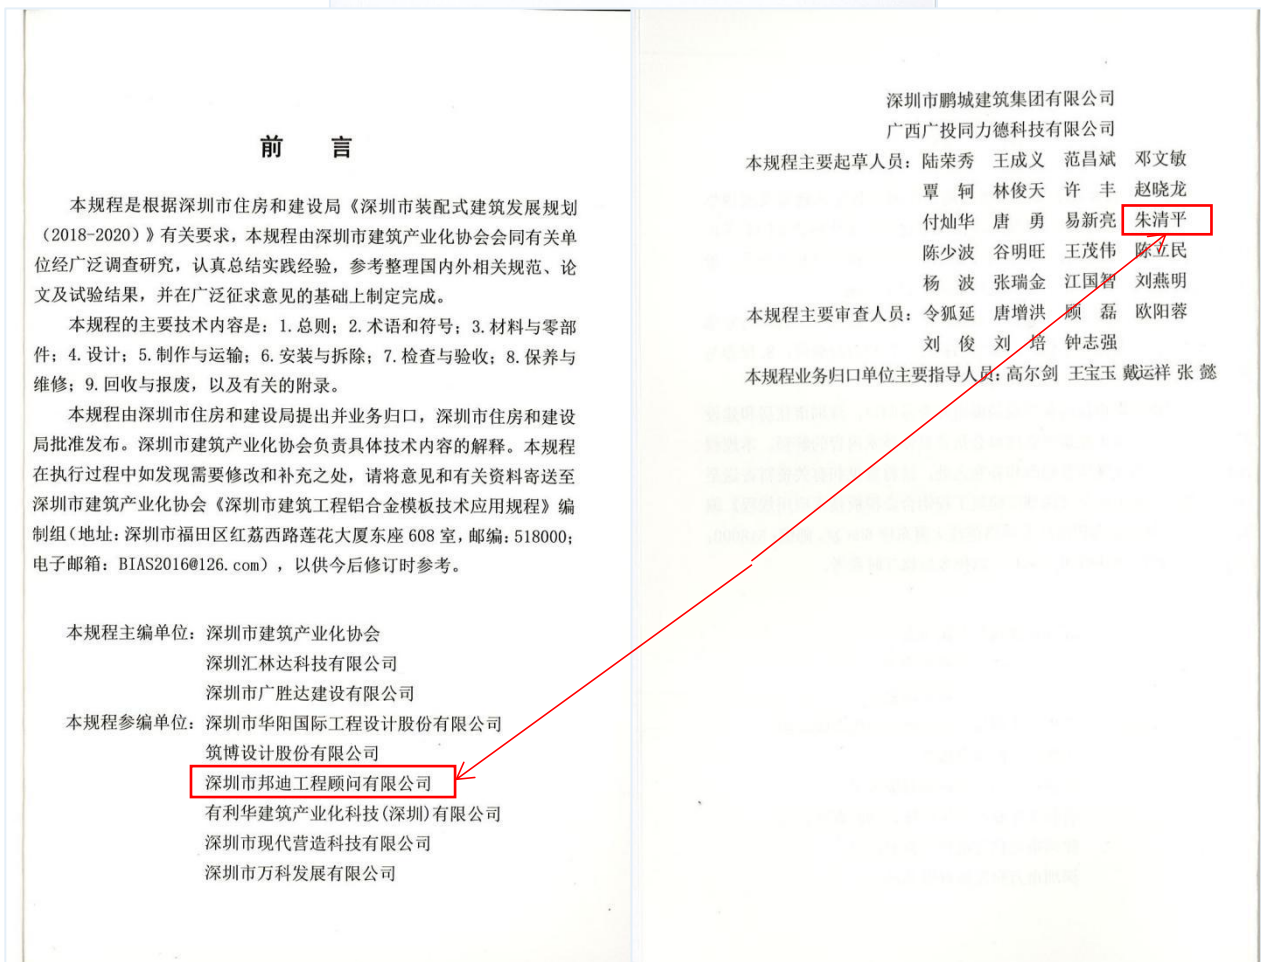 前 言
本规程是根据深圳市住房和建设局《深圳市装配式建筑发展规划
（2018-2020）》有关要求，本规程由深圳市建筑产业化协会会同有关单
位经广泛调查研究，认真总结实践经验，参考整理国内外相关规范、论
文及试验结果，并在广泛征求意见的基础上制定完成。
本规程的主要技术内容是：1.总则；2.术语和符号；3.材料与零部
件；4.设计；5.制作与运输；6.安装与拆除；7.检查与验收；8.保养与
维修；9.回收与报废，以及有关的附录。
本规程由深圳市住房和建设局提出并业务归口，深圳市住房和建设
局批准发布。深圳市建筑产业化协会负责具体技术内容的解释。本规程
在执行过程中如发现需要修改和补充之处，请将意见和有关资料寄送至
深圳市建筑产业化协会《深圳市建筑工程铝合金模板技术应用规程》编
制组（地址：深圳市福田区红荔西路莲花大厦东座 608 室，邮编：518000；
电子邮箱：BIAS2016@126.com），以供今后修订时参考。
本规程主编单位：深圳市建筑产业化协会
深圳汇林达科技有限公司
深圳市广胜达建设有限公司
本规程参编单位：深圳市华阳国际工程设计股份有限公司
筑博设计股份有限公司
深圳市邦迪工程顾问有限公司
有利华建筑产业化科技（深圳）有限公司
深圳市现代营造科技有限公司
深圳市万科发展有限公司
深圳市鹏城建筑集团有限公司
广西广投同力德科技有限公司
本规程主要起草人员：陆荣秀 王成义 范昌斌 邓文敏
覃 轲 林俊天 许 丰 赵晓龙
付灿华 唐 勇 易新亮 朱清平
陈少波 谷明旺 王茂伟 陈立民
杨 波 张瑞金 江国智 刘燕明
本规程主要审查人员：令狐延 唐增洪 顾 磊 欧阳蓉
刘 俊 刘 培 钟志强
本规程业务归口单位主要指导人员：高尔剑 王宝玉 戴运祥 张 懿